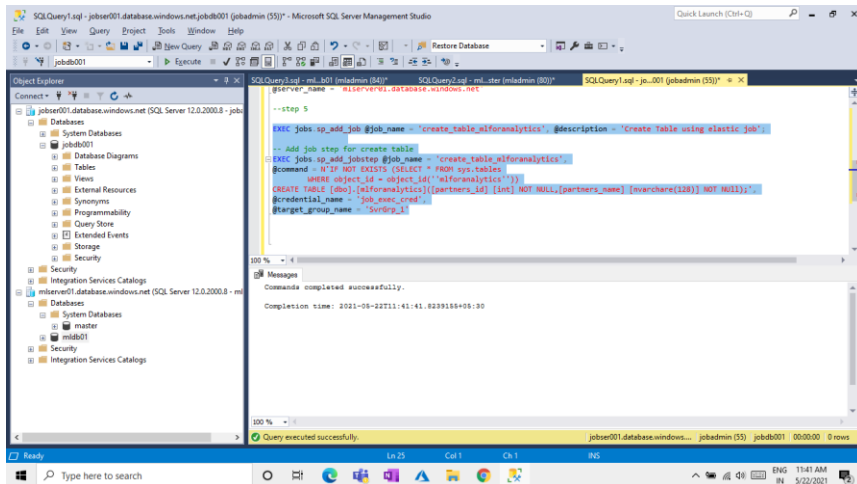 SQLQuery1.sql - jobser001.database.windows.net.jobdb001 (jobadmin (55))* - Microsoft SQL Server Management Studio
Quick Launch (Ctrl+Q)
File Edit View Query Project Tools Window Help
New Query
Restore Database
jobdb001
Execute
Object Explorer
SQLQuery3.sql - ml...b01 (mladmin (84))*
SQLQuery2.sql - ml...ster (mladmin (80))*
SQLQuery1.sql - jo...001 (jobadmin (55))*
Connect
jobser001.database.windows.net (SQL Server 12.0.2000.8 - joba
Databases
System Databases
jobdb001
Database Diagrams
Tables
Views
External Resources
Synonyms
Programmability
Query Store
Extended Events
Storage
Security
Security
Integration Services Catalogs
mlserver01.database.windows.net (SQL Server 12.0.2000.8 - ml
Databases
System Databases
master
mldb01
Security
Integration Services Catalogs
@server_name = 'mlserver01.database.windows.net'
--step 5
EXEC jobs.sp_add_job @job_name = 'create_table_mlforanalytics', @description = 'Create Table using elastic job';
-- Add job step for create table
EXEC jobs.sp_add_jobstep @job_name = 'create_table_mlforanalytics',
@command = N'IF NOT EXISTS (SELECT * FROM sys.tables
WHERE object_id = object_id(''mlforanalytics''))
CREATE TABLE [dbo].[mlforanalytics]([partners_id] [int] NOT NULL,[partners_name] [nvarchar(128)] NOT NUll);',
@credential_name = 'job_exec_cred',
@target_group_name = 'SvrGrp_1'
100 %
Messages
Commands completed successfully.
Completion time: 2021-05-22T11:41:41.8239155+05:30
100 %
Query executed successfully.
jobser001.database.windows.... jobadmin (55) jobdb001 00:00:00 0 rows
Ready
Ln 25
Col 1
Ch 1
INS
Type here to search
ENG
IN
11:41 AM
5/22/2021